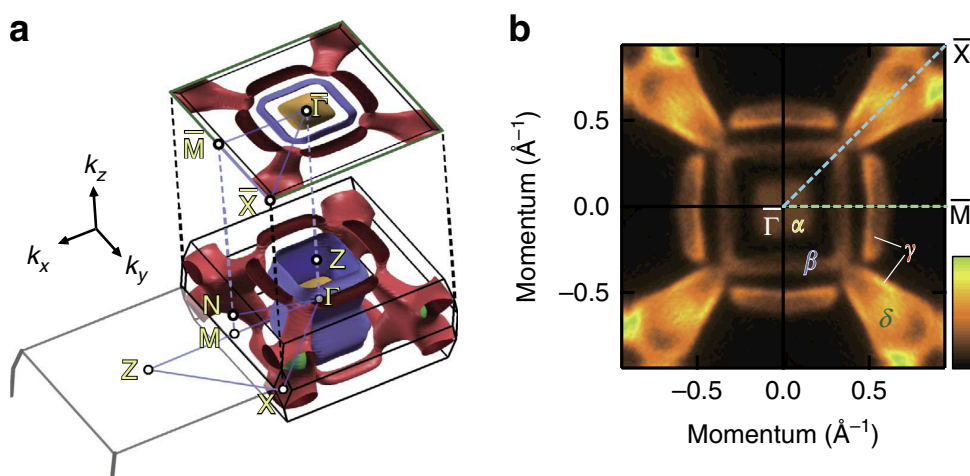 a
k_z
k_x
k_y
Γ̅
M̅
X̅
Z
Γ
N
M
Z
X
b
X̅
M̅
Γ̅
α
β
γ
δ
0.5
0.0
−0.5
Momentum (Å⁻¹)
−0.5 0.0 0.5
Momentum (Å⁻¹)